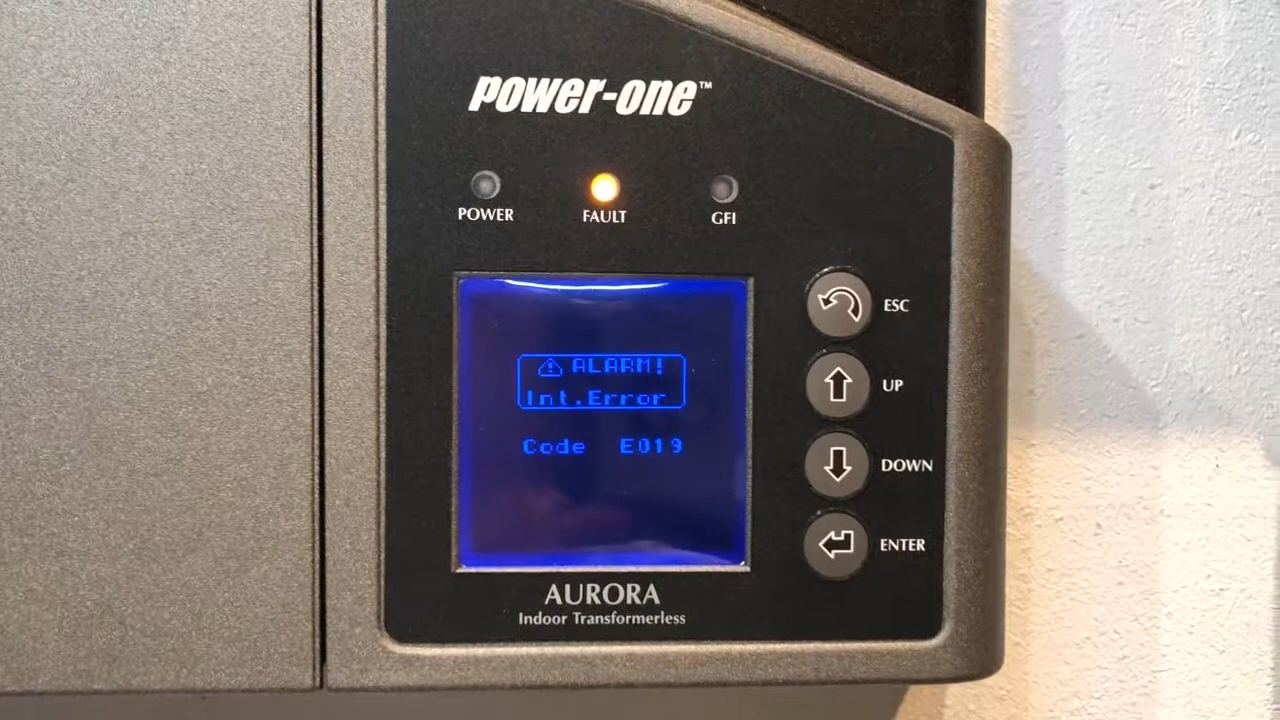 power-one™
POWER FAULT GFI
ALARM!
Int.Error
Code E019
ESC
UP
DOWN
ENTER
AURORA
Indoor Transformerless